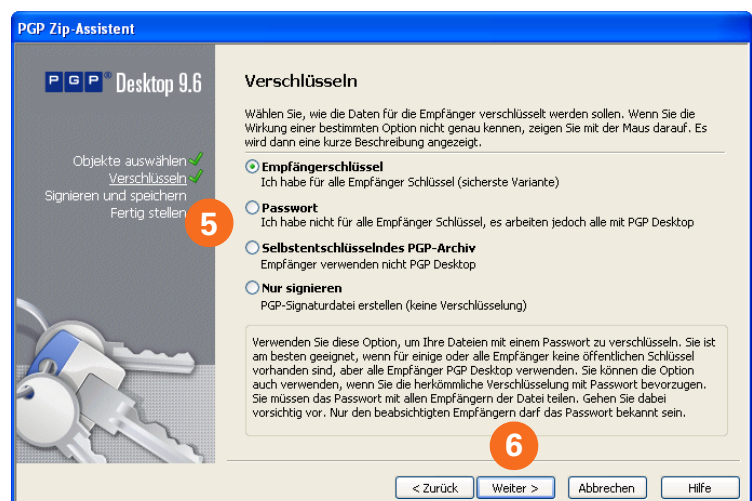 PGP Zip-Assistent
PGP® Desktop 9.6
Objekte auswählen
Verschlüsseln
Signieren und speichern
Fertig stellen
5
Verschlüsseln
Wählen Sie, wie die Daten für die Empfänger verschlüsselt werden sollen. Wenn Sie die
Wirkung einer bestimmten Option nicht genau kennen, zeigen Sie mit der Maus darauf. Es
wird dann eine kurze Beschreibung angezeigt.
Empfängerschlüssel
Ich habe für alle Empfänger Schlüssel (sicherste Variante)
Passwort
Ich habe nicht für alle Empfänger Schlüssel, es arbeiten jedoch alle mit PGP Desktop
Selbstentschlüsselndes PGP-Archiv
Empfänger verwenden nicht PGP Desktop
Nur signieren
PGP-Signaturdatei erstellen (keine Verschlüsselung)
Verwenden Sie diese Option, um Ihre Dateien mit einem Passwort zu verschlüsseln. Sie ist
am besten geeignet, wenn für einige oder alle Empfänger keine öffentlichen Schlüssel
vorhanden sind, aber alle Empfänger PGP Desktop verwenden. Sie können die Option
auch verwenden, wenn Sie die herkömmliche Verschlüsselung mit Passwort bevorzugen.
Sie müssen das Passwort mit allen Empfängern der Datei teilen. Gehen Sie dabei
vorsichtig vor. Nur den beabsichtigten Empfängern darf das Passwort bekannt sein.
6
< Zurück
Weiter >
Abbrechen
Hilfe